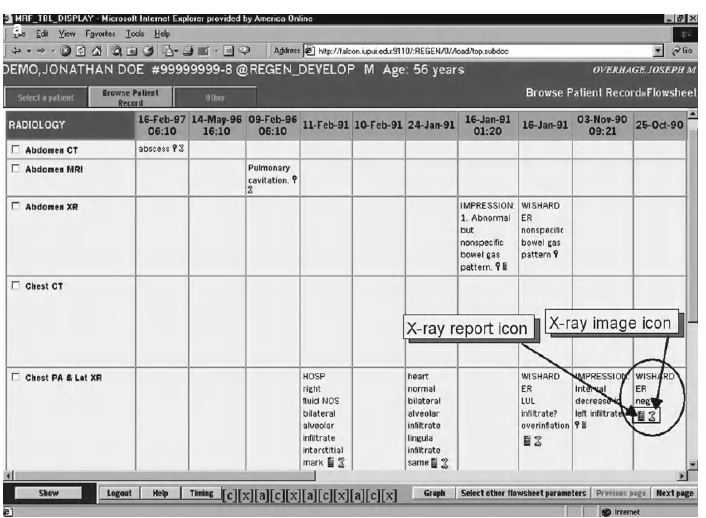 MRF_TBL_DISPLAY - Microsoft Internet Explorer provided by America Online
a
Edit View Favorites Tools Help
Address http://falcon.iupui.edu:9110/:REGEN/0//load/top.subdoc Go
DEMO,JONATHAN DOE #99999999-8 @REGEN_DEVELOP M Age: 56 years OVERHAGE,JOSEPH M
Select a patient Browse Patient Record Other Browse Patient Record»Flowsheet
RADIOLOGY 16-Feb-97 06:10 14-May-96 16:10 09-Feb-96 06:10 11-Feb-91 10-Feb-91 24-Jan-91 16-Jan-91 01:20 16-Jan-91 03-Nov-90 09:21 25-Oct-90
Abdomen CT abscess
Abdomen MRI Pulmonary
cavitation.
Abdomen XR
IMPRESSION:
1. Abnormal
but
nonspecific
bowel gas
pattern.
WISHARD
ER
nonspecific
bowel gas
pattern
Chest CT
X-ray report icon
X-ray image icon
Chest PA & Lat XR
HOSP
right
fluid NOS
bilateral
alveolar
infiltrate
interstitial
mark
heart
normal
bilateral
alveolar
infiltrate
lingula
infiltrate
same
WISHARD
ER
LUL
infiltrate?
overinflation
IMPRESSION:
Interval
decrease
left infiltrate
WISHARD
ER
neg
Show Logout Help Timing [c][x][a][c][x][a][c][x][a][c][x] Graph Select other flowsheet parameters Previous page Next page
Internet